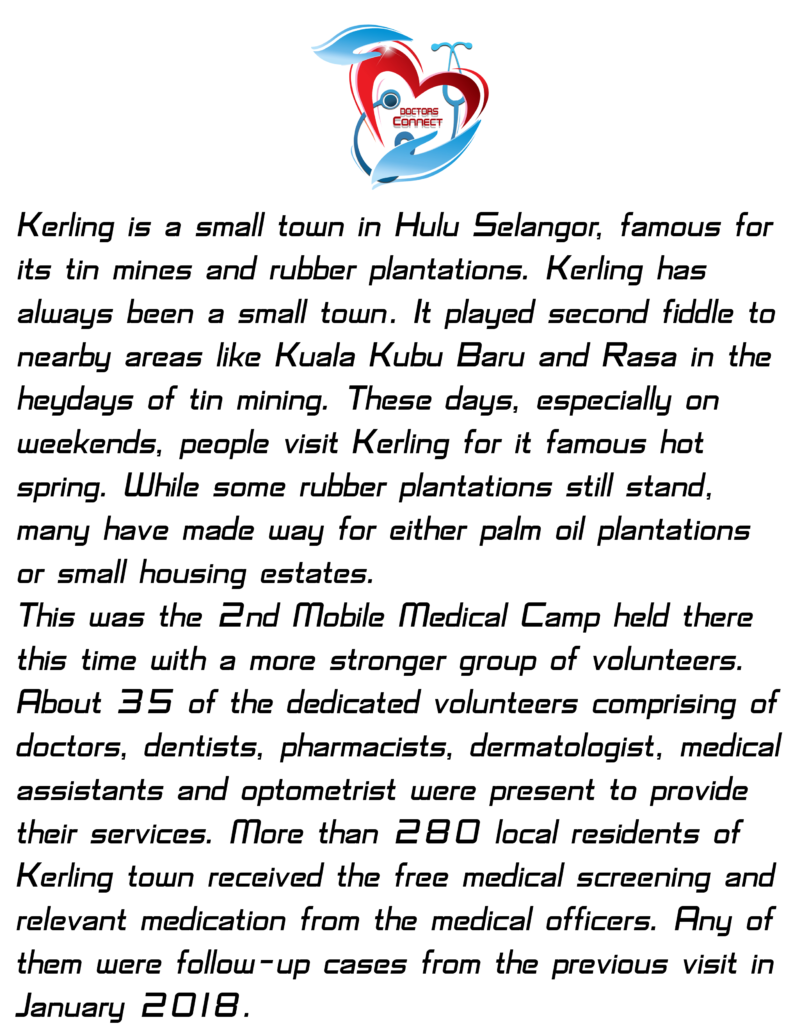 DOCTORS
CONNECT
Kerling is a small town in Hulu Selangor, famous for
its tin mines and rubber plantations. Kerling has
always been a small town. It played second fiddle to
nearby areas like Kuala Kubu Baru and Rasa in the
heydays of tin mining. These days, especially on
weekends, people visit Kerling for it famous hot
spring. While some rubber plantations still stand,
many have made way for either palm oil plantations
or small housing estates.
This was the 2nd Mobile Medical Camp held there
this time with a more stronger group of volunteers.
About 35 of the dedicated volunteers comprising of
doctors, dentists, pharmacists, dermatologist, medical
assistants and optometrist were present to provide
their services. More than 280 local residents of
Kerling town received the free medical screening and
relevant medication from the medical officers. Any of
them were follow-up cases from the previous visit in
January 2018.